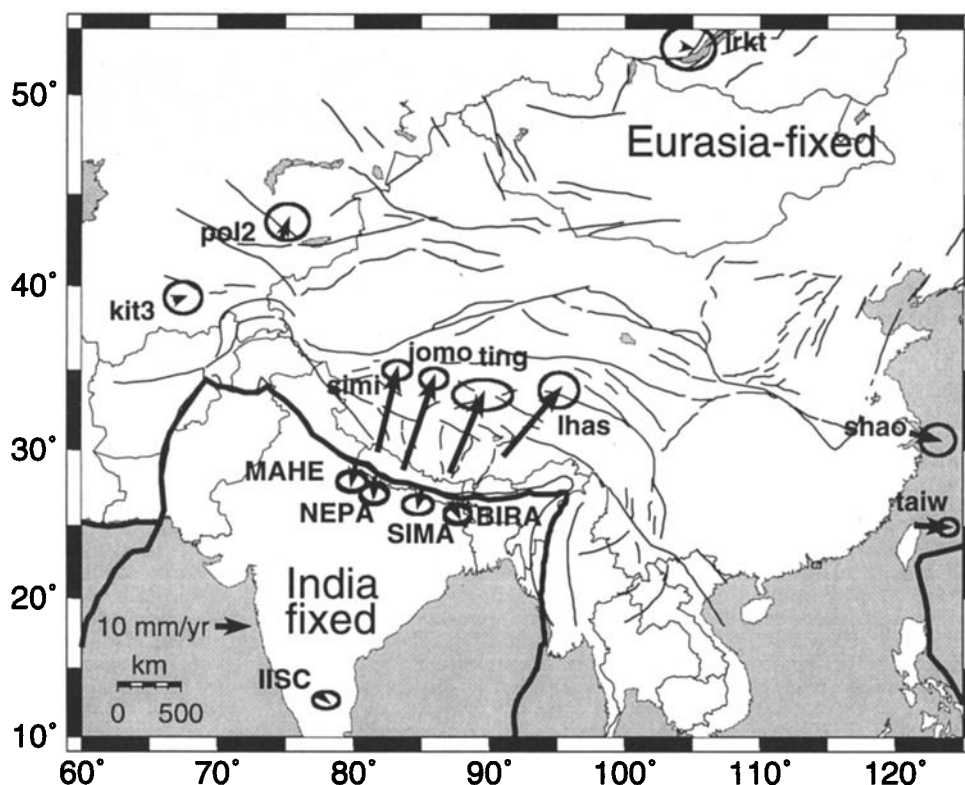 50°
40°
30°
20°
10°
irkt
Eurasia-fixed
pol2
kit3
jomo ting
simi
lhas
shao
MAHE
taiw
NEPA
SIMA
BIRA
India
fixed
10 mm/yr
km
0 500
IISC
60° 70° 80° 90° 100° 110° 120°